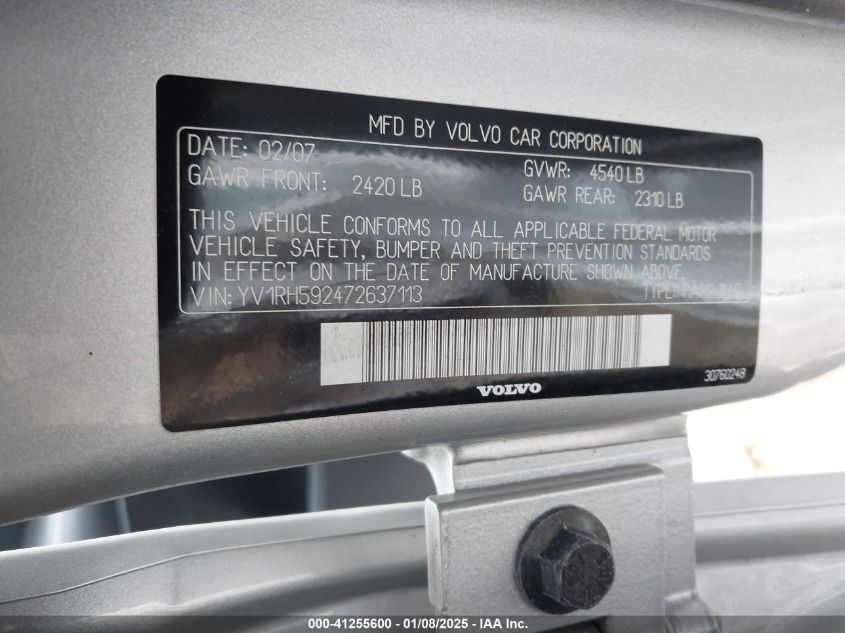 MFD BY VOLVO CAR CORPORATION
DATE: 02/07 GVWR: 4540 LB
GAWR FRONT: 2420 LB GAWR REAR: 2310 LB
THIS VEHICLE CONFORMS TO ALL APPLICABLE FEDERAL MOTOR
VEHICLE SAFETY, BUMPER AND THEFT PREVENTION STANDARDS
IN EFFECT ON THE DATE OF MANUFACTURE SHOWN ABOVE.
VIN: YV1RH592472637113 TYPE:
VOLVO
30760248
000-41255600 - 01/08/2025 - IAA Inc.